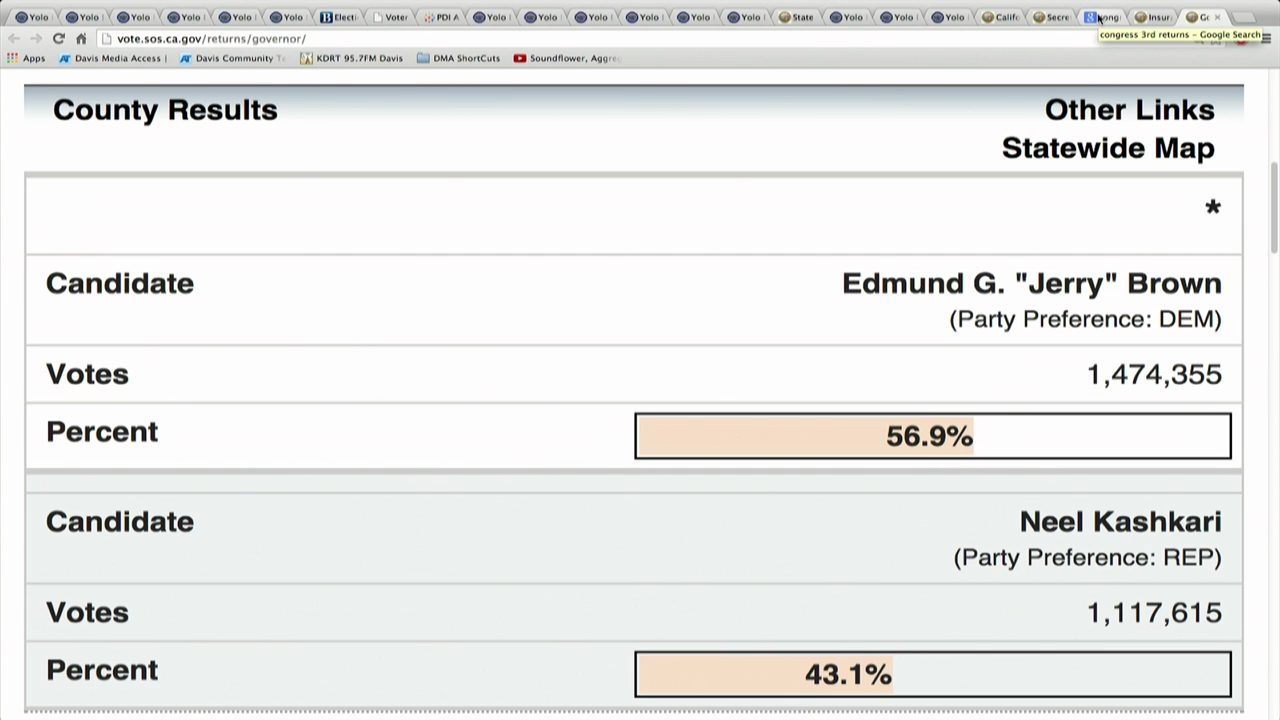 Yolo Yolo Yolo Yolo Yolo Yolo Electi Voter PDI A Yolo Yolo Yolo Yolo Yolo Yolo State Yolo Yolo Yolo Califo Secre Insur
vote.sos.ca.gov/returns/governor/
congress 3rd returns – Google Search
Apps Davis Media Access | Davis Community Te KDRT 95.7FM Davis DMA ShortCuts Soundflower, Aggre
County Results
Other Links
Statewide Map
*
Candidate
Edmund G. "Jerry" Brown
(Party Preference: DEM)
Votes
1,474,355
Percent
56.9%
Candidate
Neel Kashkari
(Party Preference: REP)
Votes
1,117,615
Percent
43.1%